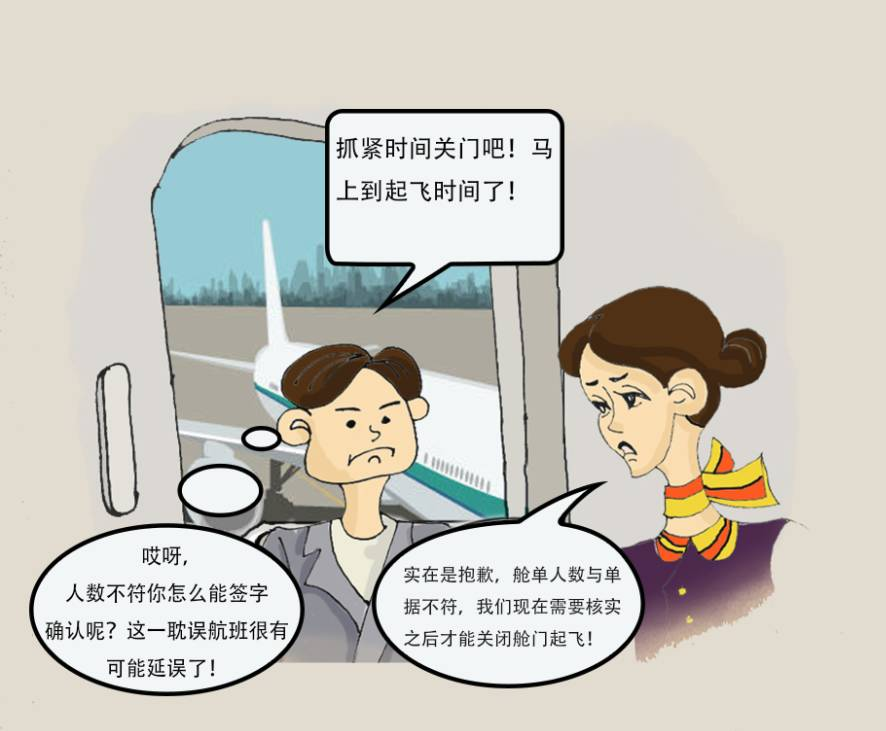 抓紧时间关门吧！马
上到起飞时间了！
哎呀，
人数不符你怎么能签字
确认呢？这一耽误航班很有
可能延误了！
实在是抱歉，舱单人数与单
据不符，我们现在需要核实
之后才能关闭舱门起飞！